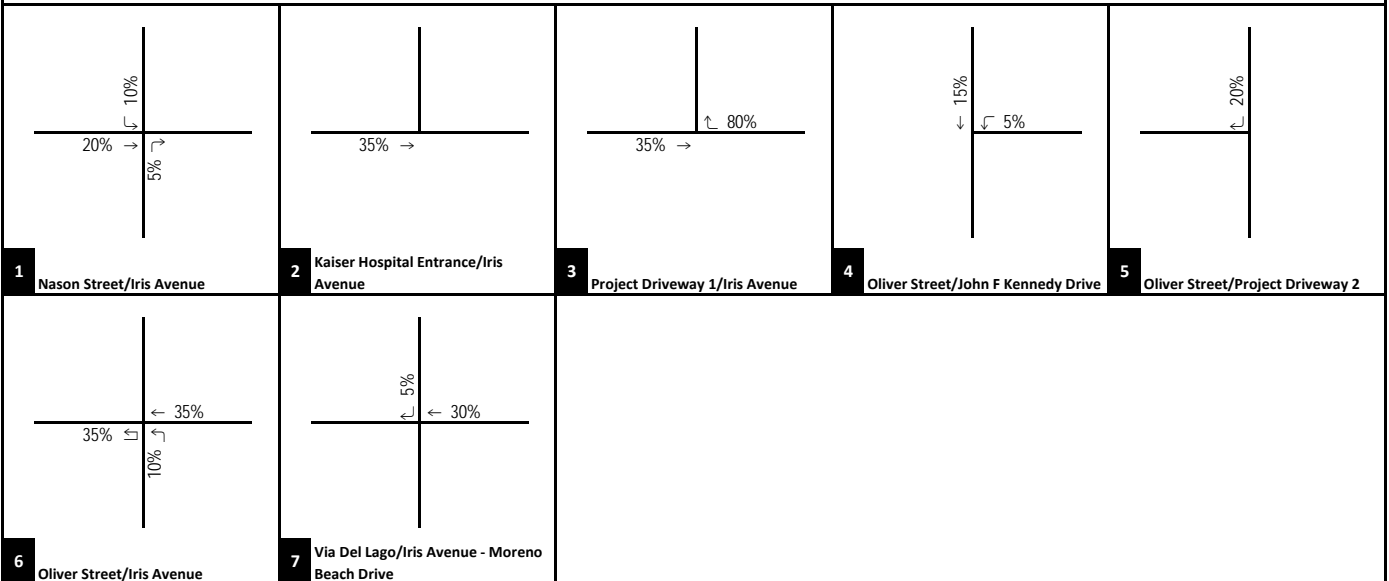 10%
20% →
5%
1
Nason Street/Iris Avenue
35% →
2
Kaiser Hospital Entrance/Iris
Avenue
80%
35% →
3
Project Driveway 1/Iris Avenue
15%
↓
5%
4
Oliver Street/John F Kennedy Drive
20%
5
Oliver Street/Project Driveway 2
← 35%
35%
10%
6
Oliver Street/Iris Avenue
5%
← 30%
7
Via Del Lago/Iris Avenue - Moreno
Beach Drive